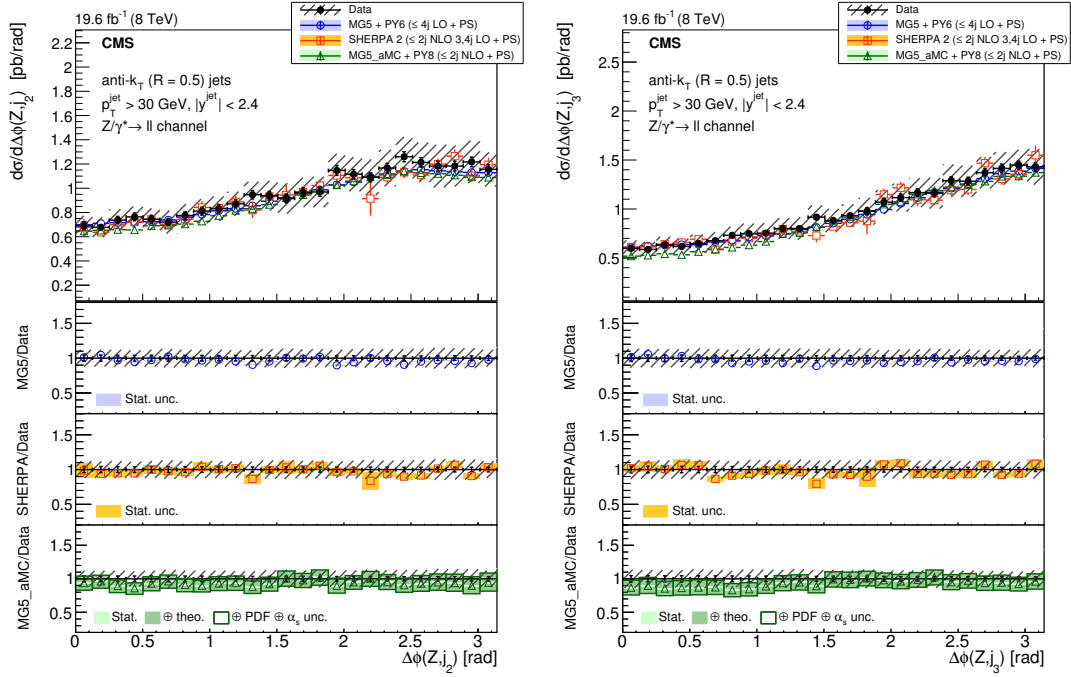 19.6 fb⁻¹ (8 TeV)
Data
MG5 + PY6 (≤ 4j LO + PS)
SHERPA 2 (≤ 2j NLO 3,4j LO + PS)
MG5_aMC + PY8 (≤ 2j NLO + PS)
CMS
anti-k_T (R = 0.5) jets
p_T^jet > 30 GeV, |y^jet| < 2.4
Z/γ*→ ll channel
dσ/dΔϕ(Z,j₂) [pb/rad]
2.2
2
1.8
1.6
1.4
1.2
1
0.8
0.6
0.4
0.2
MG5/Data
1.5
1
0.5
Stat. unc.
SHERPA/Data
1.5
1
0.5
Stat. unc.
MG5_aMC/Data
1.5
1
0.5
Stat.
⊕ theo.
⊕ PDF ⊕ α_s unc.
0 0.5 1 1.5 2 2.5 3
Δϕ(Z,j₂) [rad]
19.6 fb⁻¹ (8 TeV)
Data
MG5 + PY6 (≤ 4j LO + PS)
SHERPA 2 (≤ 2j NLO 3,4j LO + PS)
MG5_aMC + PY8 (≤ 2j NLO + PS)
CMS
anti-k_T (R = 0.5) jets
p_T^jet > 30 GeV, |y^jet| < 2.4
Z/γ*→ ll channel
dσ/dΔϕ(Z,j₃) [pb/rad]
2.5
2
1.5
1
0.5
MG5/Data
1.5
1
0.5
Stat. unc.
SHERPA/Data
1.5
1
0.5
Stat. unc.
MG5_aMC/Data
1.5
1
0.5
Stat.
⊕ theo.
⊕ PDF ⊕ α_s unc.
0 0.5 1 1.5 2 2.5 3
Δϕ(Z,j₃) [rad]